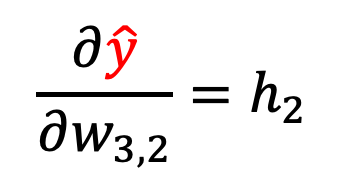 ∂ŷ/∂w₃,₂ = h₂